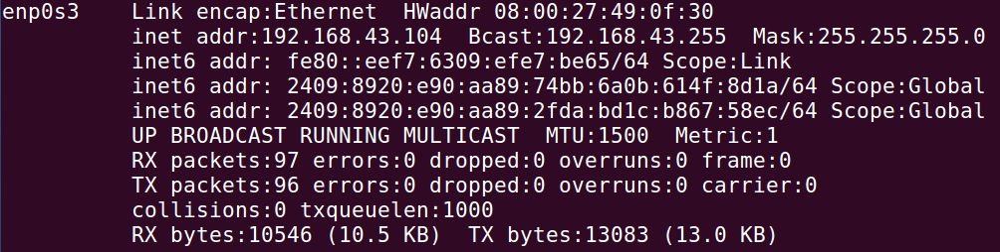 enp0s3 Link encap:Ethernet HWaddr 08:00:27:49:0f:30
inet addr:192.168.43.104 Bcast:192.168.43.255 Mask:255.255.255.0
inet6 addr: fe80::eef7:6309:efe7:be65/64 Scope:Link
inet6 addr: 2409:8920:e90:aa89:74bb:6a0b:614f:8d1a/64 Scope:Global
inet6 addr: 2409:8920:e90:aa89:2fda:bd1c:b867:58ec/64 Scope:Global
UP BROADCAST RUNNING MULTICAST MTU:1500 Metric:1
RX packets:97 errors:0 dropped:0 overruns:0 frame:0
TX packets:96 errors:0 dropped:0 overruns:0 carrier:0
collisions:0 txqueuelen:1000
RX bytes:10546 (10.5 KB) TX bytes:13083 (13.0 KB)